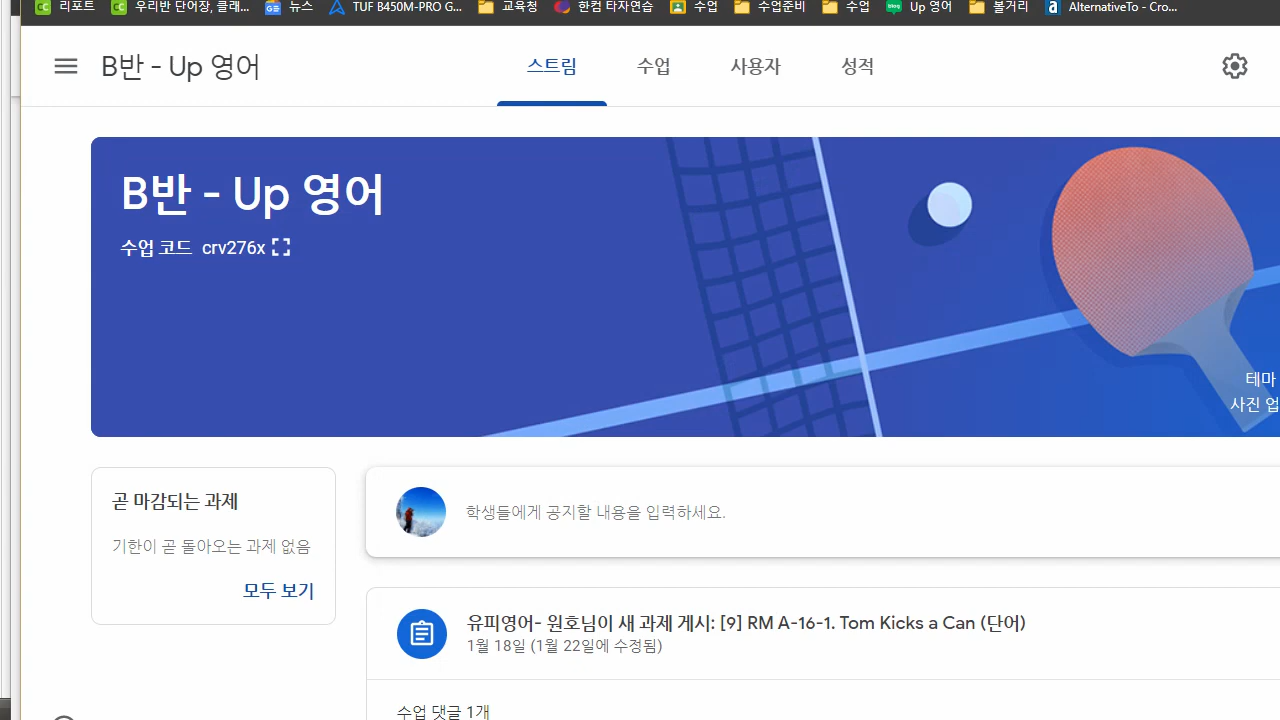 리포트 우리반 단어장, 클래... 뉴스 TUF B450M-PRO G... 교육청 한컴 타자연습 수업 수업준비 수업 Up 영어 볼거리 AlternativeTo - Cro...
B반 - Up 영어 스트림 수업 사용자 성적
B반 - Up 영어
수업 코드 crv276x
테마
사진 업
곧 마감되는 과제
기한이 곧 돌아오는 과제 없음
모두 보기
학생들에게 공지할 내용을 입력하세요.
유피영어- 원호님이 새 과제 게시: [9] RM A-16-1. Tom Kicks a Can (단어)
1월 18일 (1월 22일에 수정됨)
수업 댓글 1개